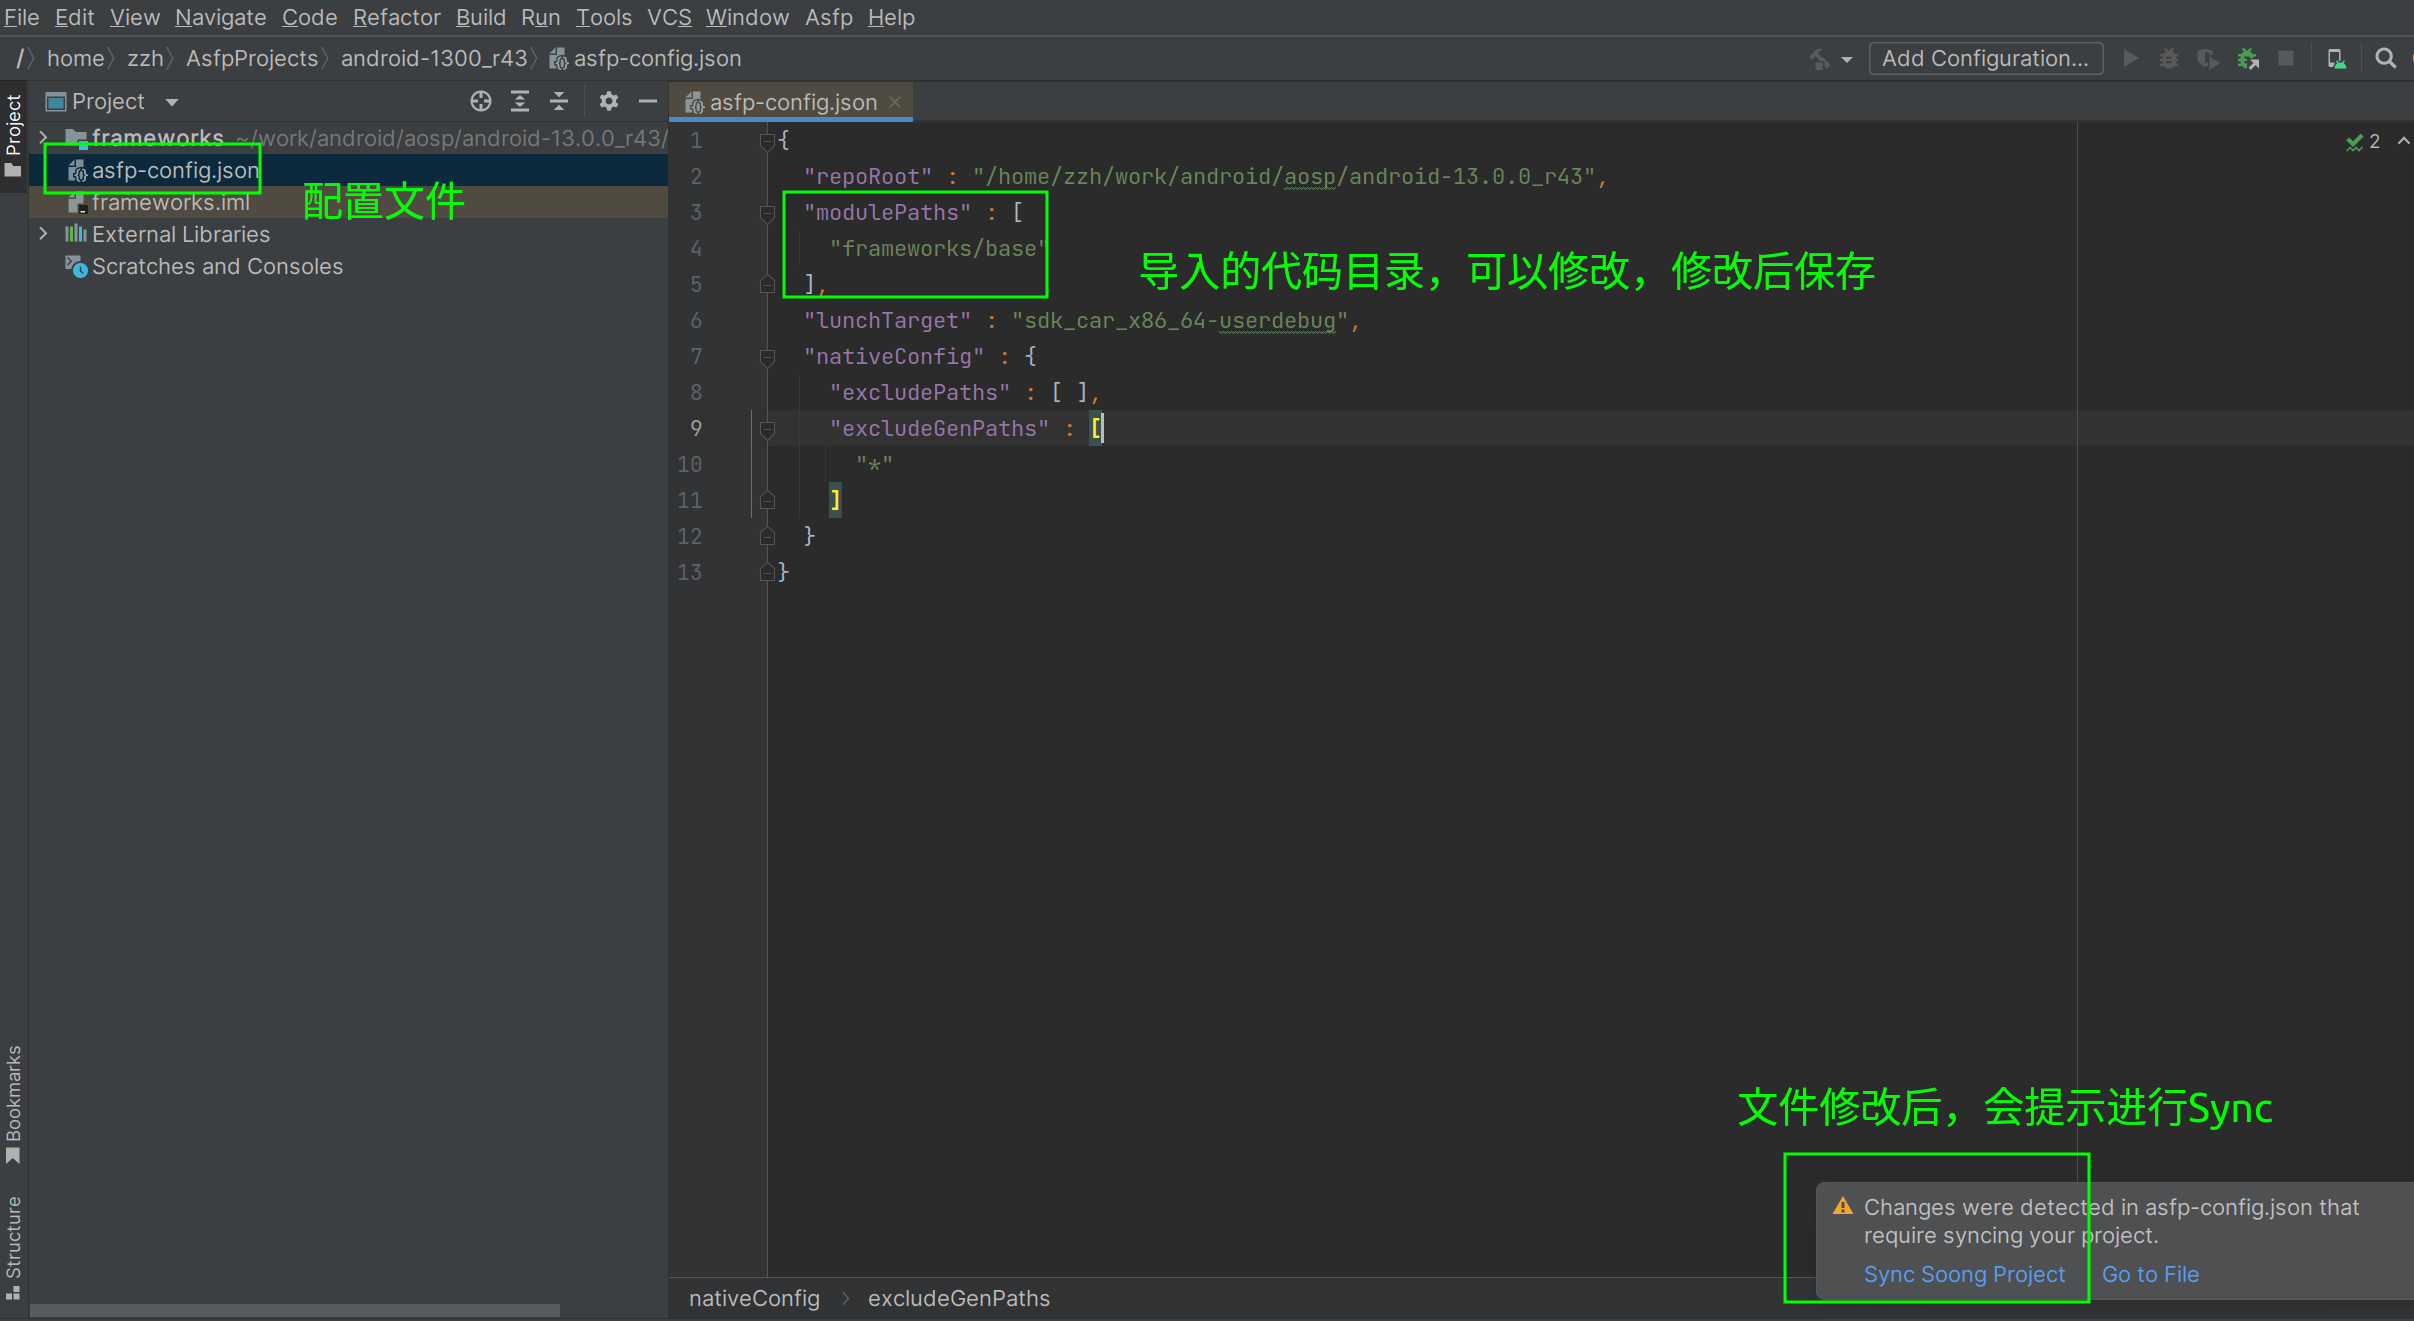 File Edit View Navigate Code Refactor Build Run Tools VCS Window Asfp Help
/ home zzh AsfpProjects android-1300_r43 asfp-config.json
Add Configuration...
Project
asfp-config.json
Project
frameworks ~/work/android/aosp/android-13.0.0_r43/
asfp-config.json
配置文件
frameworks.iml
External Libraries
Scratches and Consoles
1 {
2
2 "repoRoot" : "/home/zzh/work/android/aosp/android-13.0.0_r43",
3 "modulePaths" : [
4 "frameworks/base"
导入的代码目录，可以修改，修改后保存
5 ],
6 "lunchTarget" : "sdk_car_x86_64-userdebug",
7 "nativeConfig" : {
8 "excludePaths" : [ ],
9 "excludeGenPaths" : [
10 "*"
11 ]
12 }
13 }
Bookmarks
Structure
文件修改后，会提示进行Sync
Changes were detected in asfp-config.json that
require syncing your project.
Sync Soong Project Go to File
nativeConfig excludeGenPaths